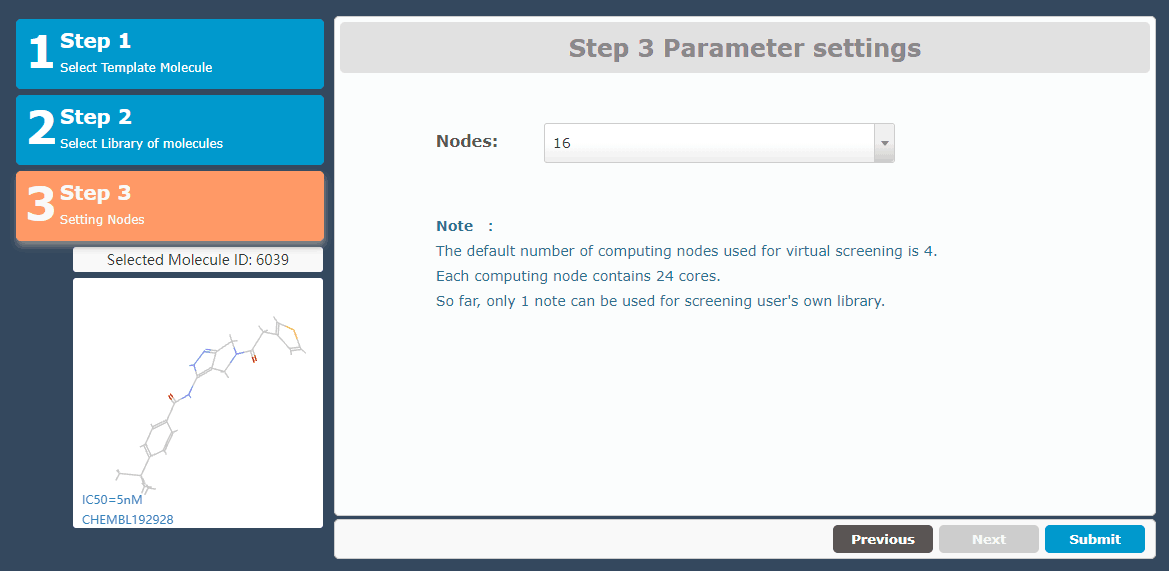 1 Step 1
Select Template Molecule
2 Step 2
Select Library of molecules
3 Step 3
Setting Nodes
Selected Molecule ID: 6039
IC50=5nM
CHEMBL192928
Step 3 Parameter settings
Nodes: 16
Note :
The default number of computing nodes used for virtual screening is 4.
Each computing node contains 24 cores.
So far, only 1 note can be used for screening user's own library.
Previous Next Submit